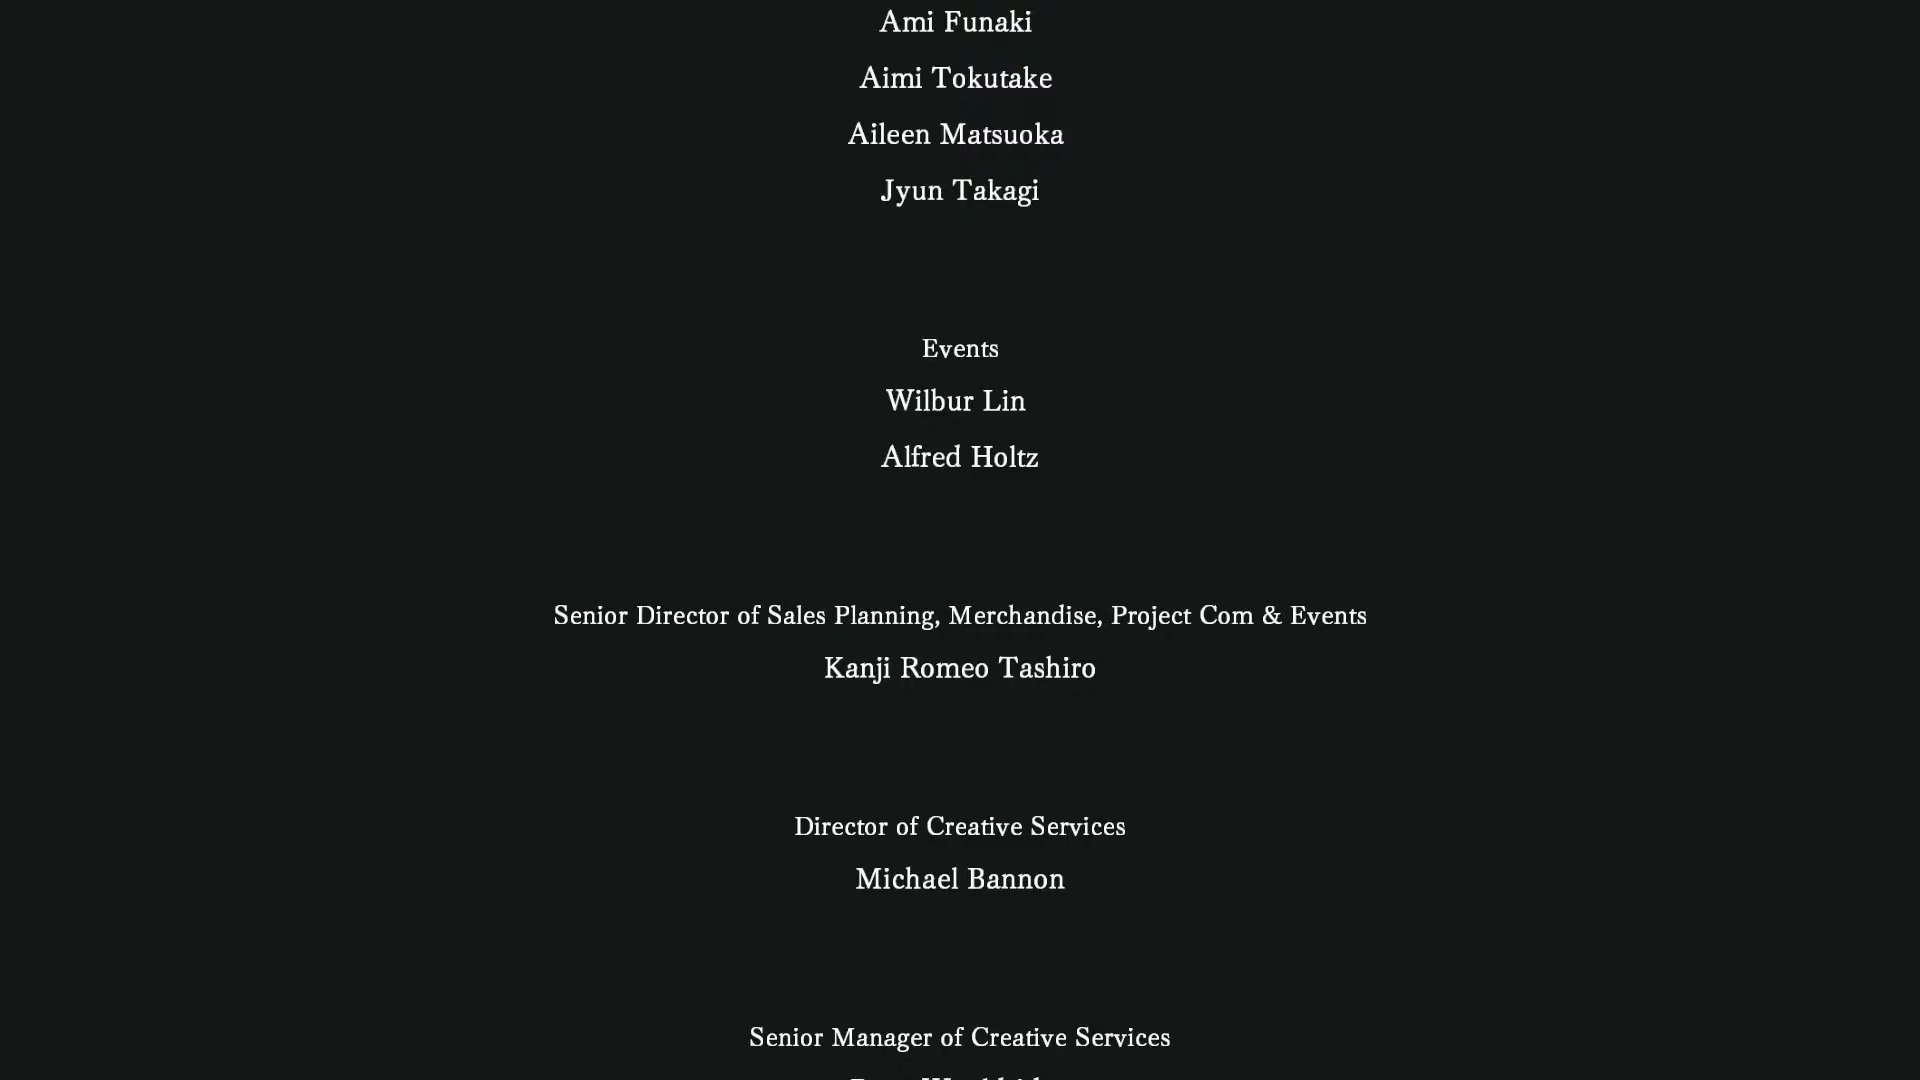 Ami Funaki
Aimi Tokutake
Aileen Matsuoka
Jyun Takagi
Events
Wilbur Lin
Alfred Holtz
Senior Director of Sales Planning, Merchandise, Project Com & Events
Kanji Romeo Tashiro
Director of Creative Services
Michael Bannon
Senior Manager of Creative Services